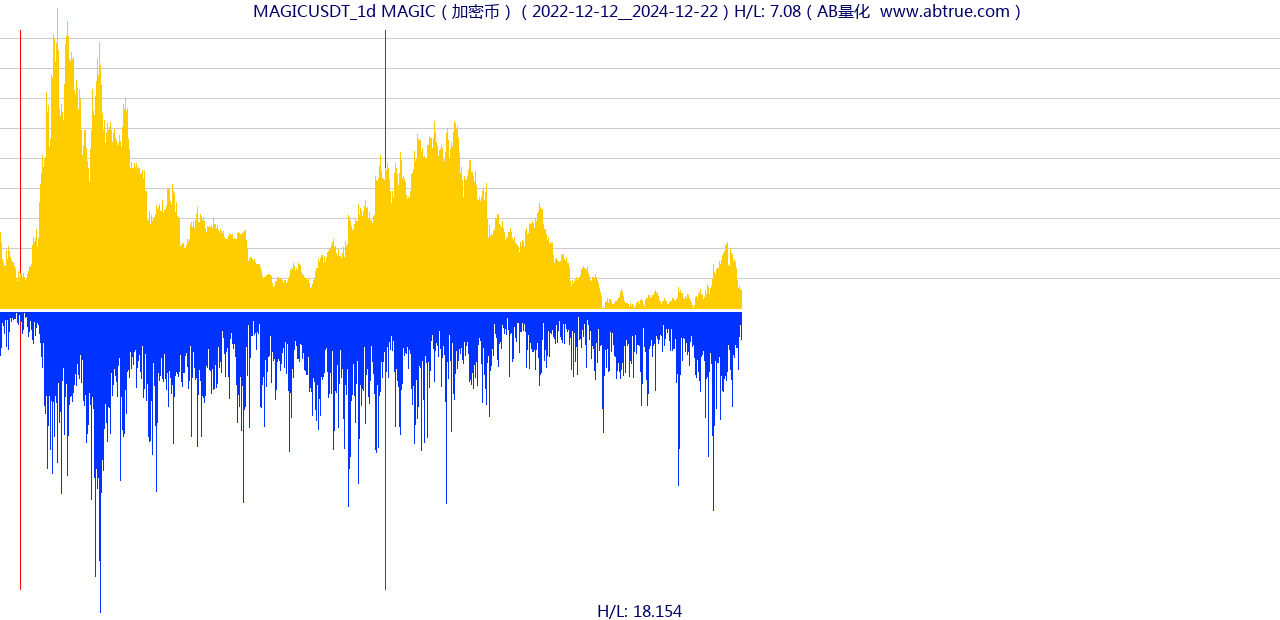 MAGICUSDT_1d MAGIC（加密币）（2022-12-12__2024-12-22）H/L: 7.08（AB量化  www.abtrue.com）
H/L: 18.154